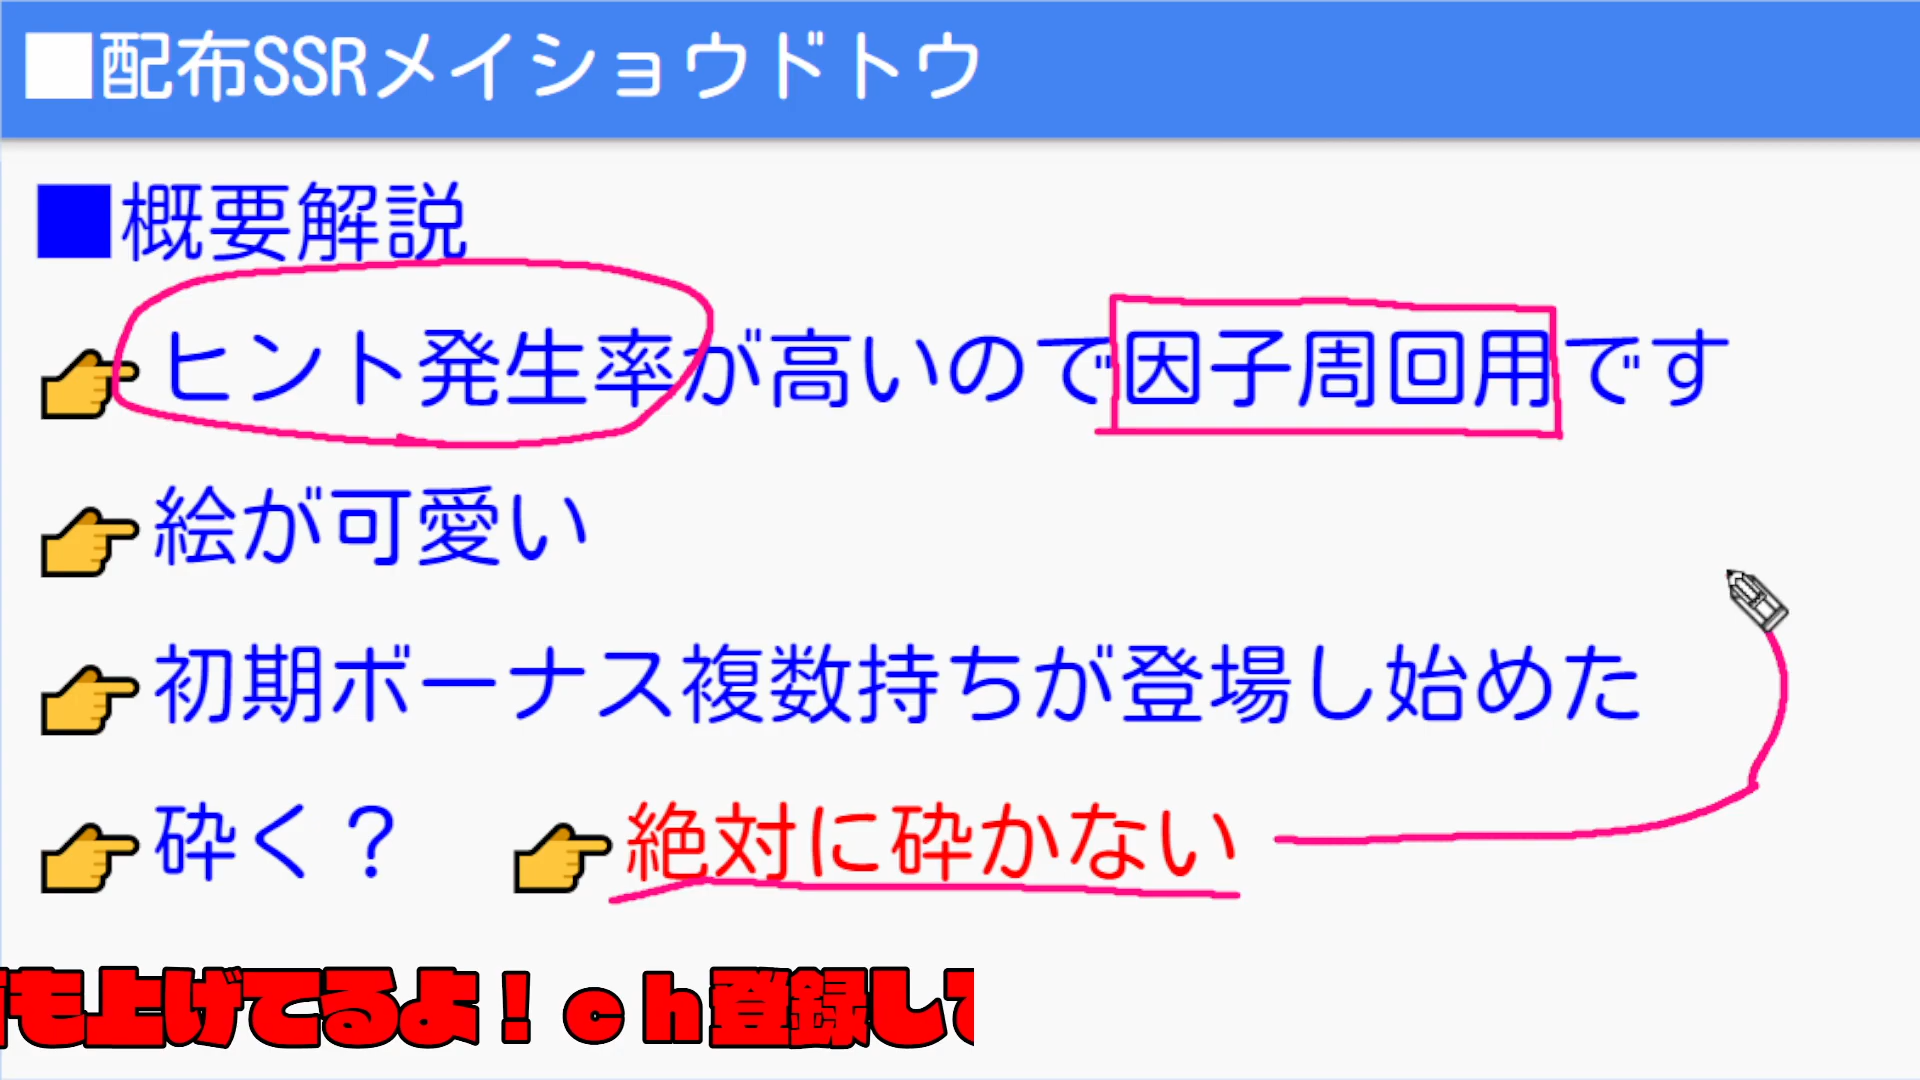 ■配布SSRメイショウドトウ
■概要解説
👉ヒント発生率が高いので因子周回用です
👉絵が可愛い
👉初期ボーナス複数持ちが登場し始めた
👉砕く？ 👉絶対に砕かない
も上げてるよ！ｃｈ登録し